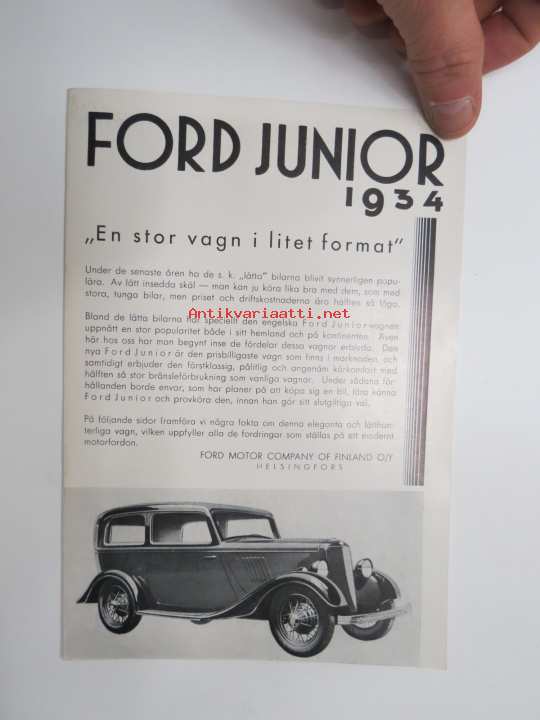 FORD JUNIOR
1934
„En stor vagn i litet format"
Under de senaste åren ha de s. k. „lätta" bilarna blivit synnerligen popu-
lära. Av lätt insedda skäl — man kan ju köra lika bra med dem, som med
stora, tunga bilar, men priset och driftskostnaderna äro hälften så låga.
Antikvariaatti.net
Bland de lätta bilarna har speciellt den engelska Ford Junior-vagnen
uppnått en stor popularitet både i sitt hemland och på kontinenten. Även
här hos oss har man begynt inse de fördelar dessa vagnar erbjuda. Den
nya Ford Junior är den prisbilligaste vagn som finns i marknaden, och
samtidigt erbjuder den förstklassig, pålitlig och angenäm körkomfort med
hälften så stor bränsleförbrukning som vanliga vagnar. Under sådana för-
hållanden borde envar, som har planer på att köpa sig en bil, lära känna
Ford Junior och provköra den, innan han gör sitt slutgiltiga val.
På följande sidor framföra vi några fakta om denna eleganta och lätthan-
terliga vagn, vilken uppfyller alla de fordringar som ställas på ett modernt
motorfordon.
FORD MOTOR COMPANY OF FINLAND O/Y
HELSINGFORS